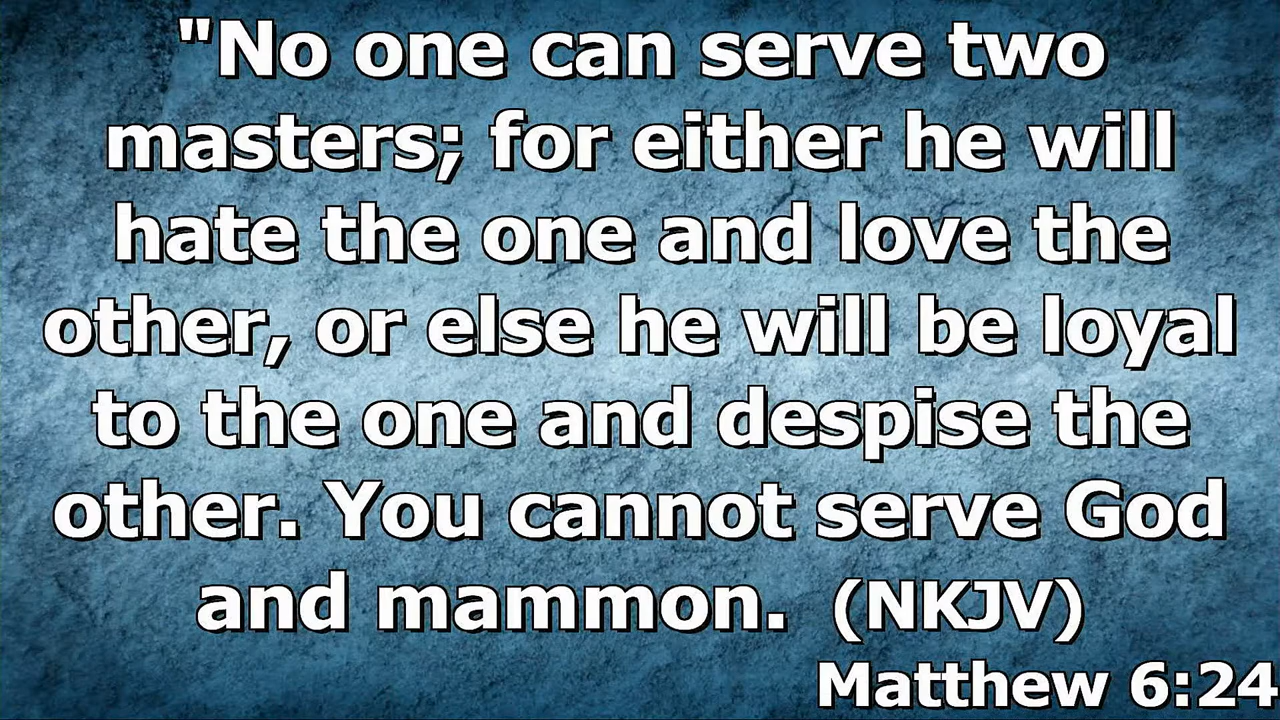 "No one can serve two
masters; for either he will
hate the one and love the
other, or else he will be loyal
to the one and despise the
other. You cannot serve God
and mammon. (NKJV)
Matthew 6:24